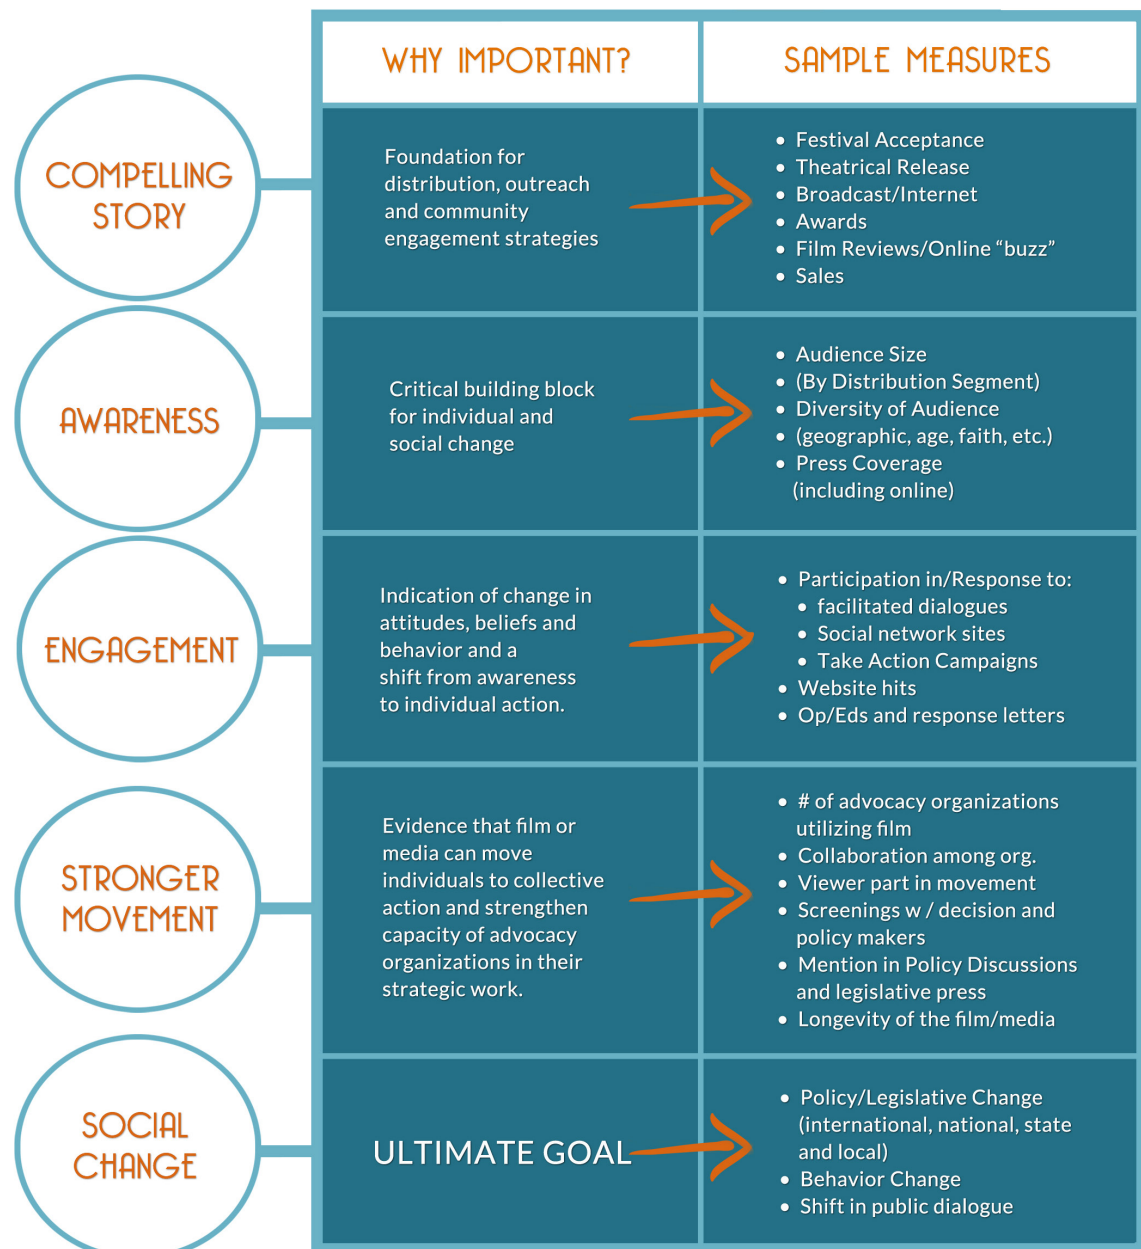 WHY IMPORTANT?
SAMPLE MEASURES
COMPELLING
STORY
Foundation for
distribution, outreach
and community
engagement strategies
• Festival Acceptance
• Theatrical Release
• Broadcast/Internet
• Awards
• Film Reviews/Online “buzz”
• Sales
AWARENESS
Critical building block
for individual and
social change
• Audience Size
• (By Distribution Segment)
• Diversity of Audience
• (geographic, age, faith, etc.)
• Press Coverage
(including online)
ENGAGEMENT
Indication of change in
attitudes, beliefs and
behavior and a
shift from awareness
to individual action.
• Participation in/Response to:
• facilitated dialogues
• Social network sites
• Take Action Campaigns
• Website hits
• Op/Eds and response letters
STRONGER
MOVEMENT
Evidence that film or
media can move
individuals to collective
action and strengthen
capacity of advocacy
organizations in their
strategic work.
• # of advocacy organizations
utilizing film
• Collaboration among org.
• Viewer part in movement
• Screenings w / decision and
policy makers
• Mention in Policy Discussions
and legislative press
• Longevity of the film/media
SOCIAL
CHANGE
ULTIMATE GOAL
• Policy/Legislative Change
(international, national, state
and local)
• Behavior Change
• Shift in public dialogue